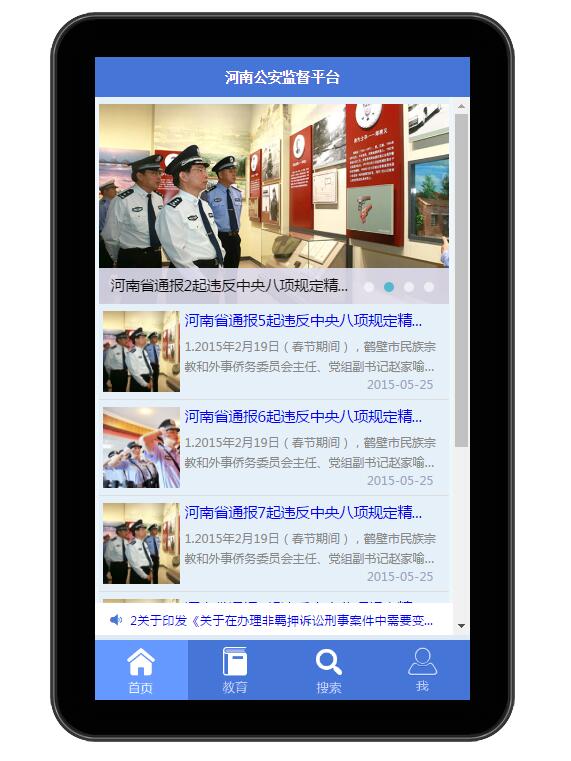 河南公安监督平台
河南省通报2起违反中央八项规定精...
河南省通报5起违反中央八项规定精...
1.2015年2月19日（春节期间），鹤壁市民族宗
教和外事侨务委员会主任、党组副书记赵家喻...
2015-05-25
河南省通报6起违反中央八项规定精...
1.2015年2月19日（春节期间），鹤壁市民族宗
教和外事侨务委员会主任、党组副书记赵家喻...
2015-05-25
河南省通报7起违反中央八项规定精...
1.2015年2月19日（春节期间），鹤壁市民族宗
教和外事侨务委员会主任、党组副书记赵家喻...
2015-05-25
2关于印发《关于在办理非羁押诉讼刑事案件中需要变...
首页
教育
搜索
我